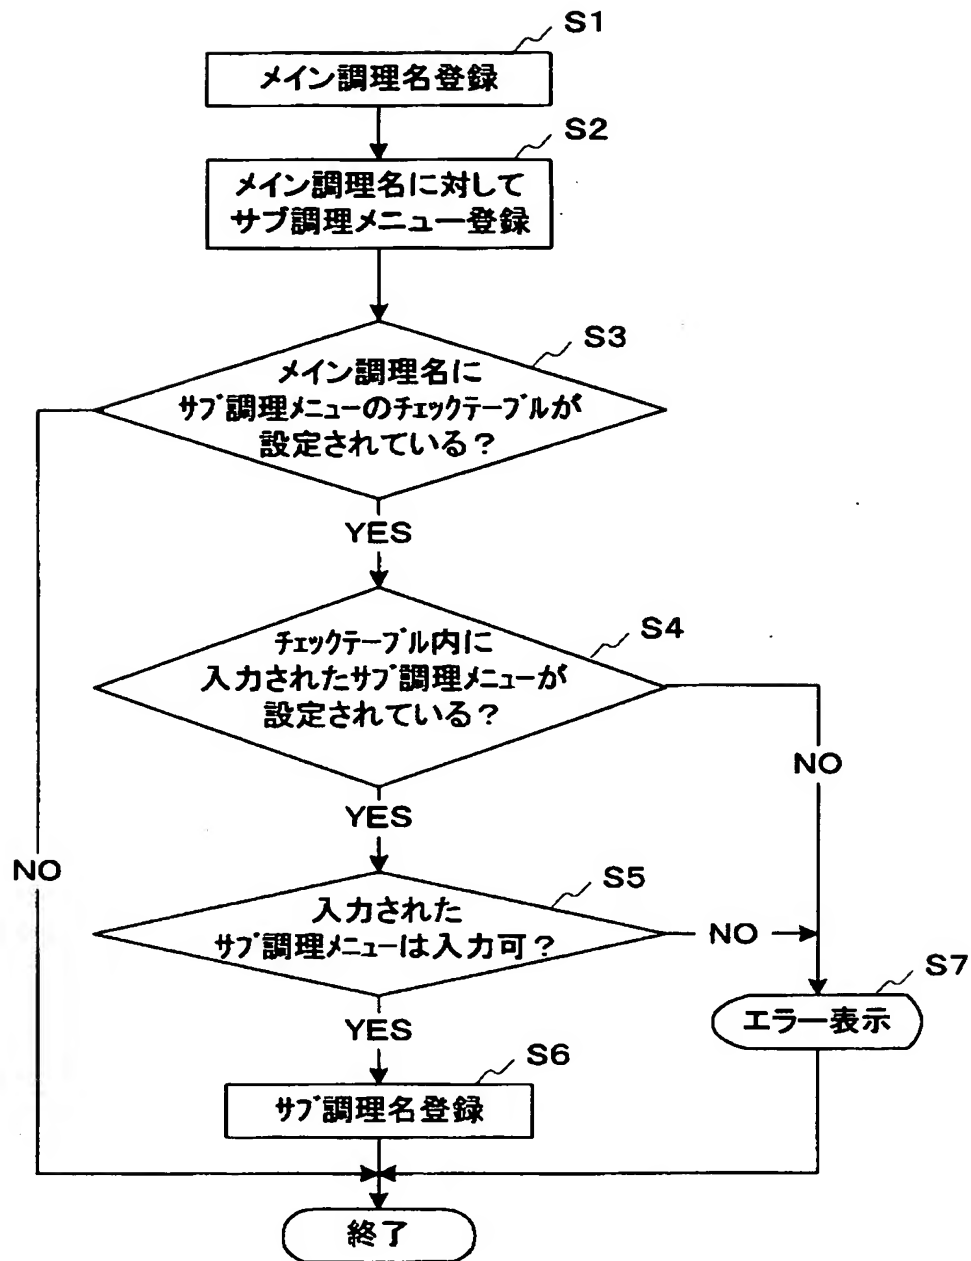 S1
メイン調理名登録
S2
メイン調理名に対して
サブ調理メニュー登録
S3
メイン調理名に
サブ調理メニューのチェックテーブルが
設定されている?
YES
S4
チェックテーブル内に
入力されたサブ調理メニューが
設定されている?
NO
YES
NO
S5
入力された
サブ調理メニューは入力可?
NO
S7
エラー表示
YES
S6
サブ調理名登録
終了